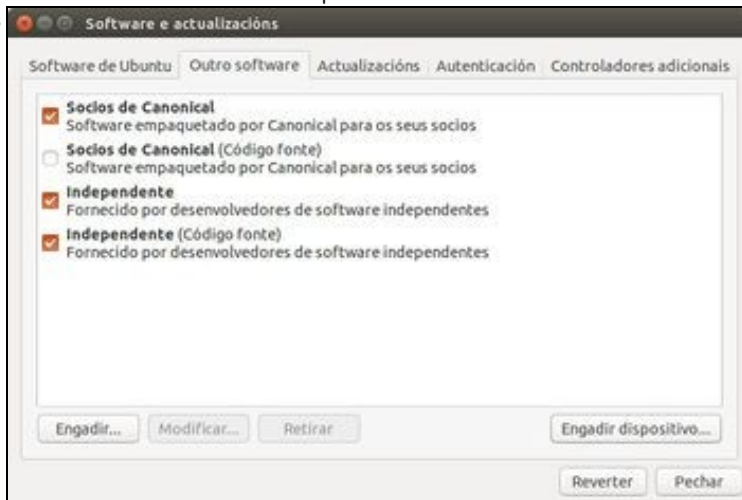 Software e actualizacións
Software de Ubuntu Outro software Actualizacións Autenticación Controladores adicionais
Socios de Canonical
Software empaquetado por Canonical para os seus socios
Socios de Canonical (Código fonte)
Software empaquetado por Canonical para os seus socios
Independente
Fornecido por desenvolvedores de software independentes
Independente (Código fonte)
Fornecido por desenvolvedores de software independentes
Engadir... Modificar... Retirar Engadir dispositivo...
Reverter Pechar